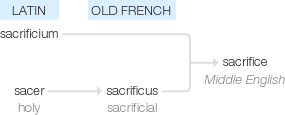 LATIN OLD FRENCH
sacrificium
sacrifice
Middle English
sacer sacrificus
holy sacrificial